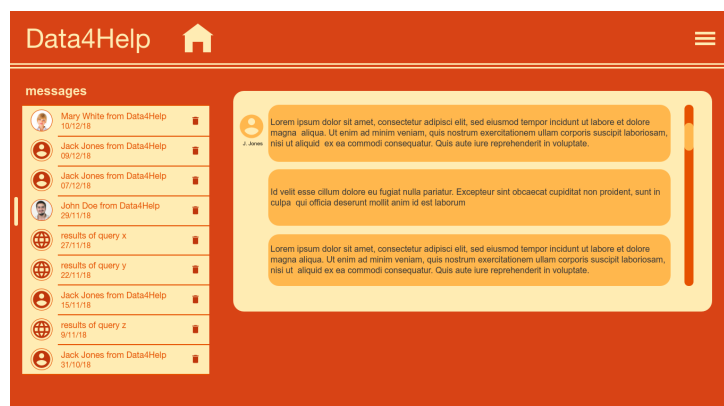 Data4Help
messages
Mary White from Data4Help
10/12/18
Jack Jones from Data4Help
09/12/18
Jack Jones from Data4Help
07/12/18
John Doe from Data4Help
29/11/18
results of query x
27/11/18
results of query y
22/11/18
Jack Jones from Data4Help
15/11/18
results of query z
9/11/18
Jack Jones from Data4Help
31/10/18
J. Jones
Lorem ipsum dolor sit amet, consectetur adipisci elit, sed eiusmod tempor incidunt ut labore et dolore
magna  aliqua. Ut enim ad minim veniam, quis nostrum exercitationem ullam corporis suscipit laboriosam,
nisi ut aliquid  ex ea commodi consequatur. Quis aute iure reprehenderit in voluptate.
Id velit esse cillum dolore eu fugiat nulla pariatur. Excepteur sint obcaecat cupiditat non proident, sunt in
culpa  qui officia deserunt mollit anim id est laborum
Lorem ipsum dolor sit amet, consectetur adipisci elit, sed eiusmod tempor incidunt ut labore et dolore
magna aliqua. Ut enim ad minim veniam, quis nostrum exercitationem ullam corporis suscipit laboriosam,
nisi ut  aliquid ex ea commodi consequatur. Quis aute iure reprehenderit in voluptate.